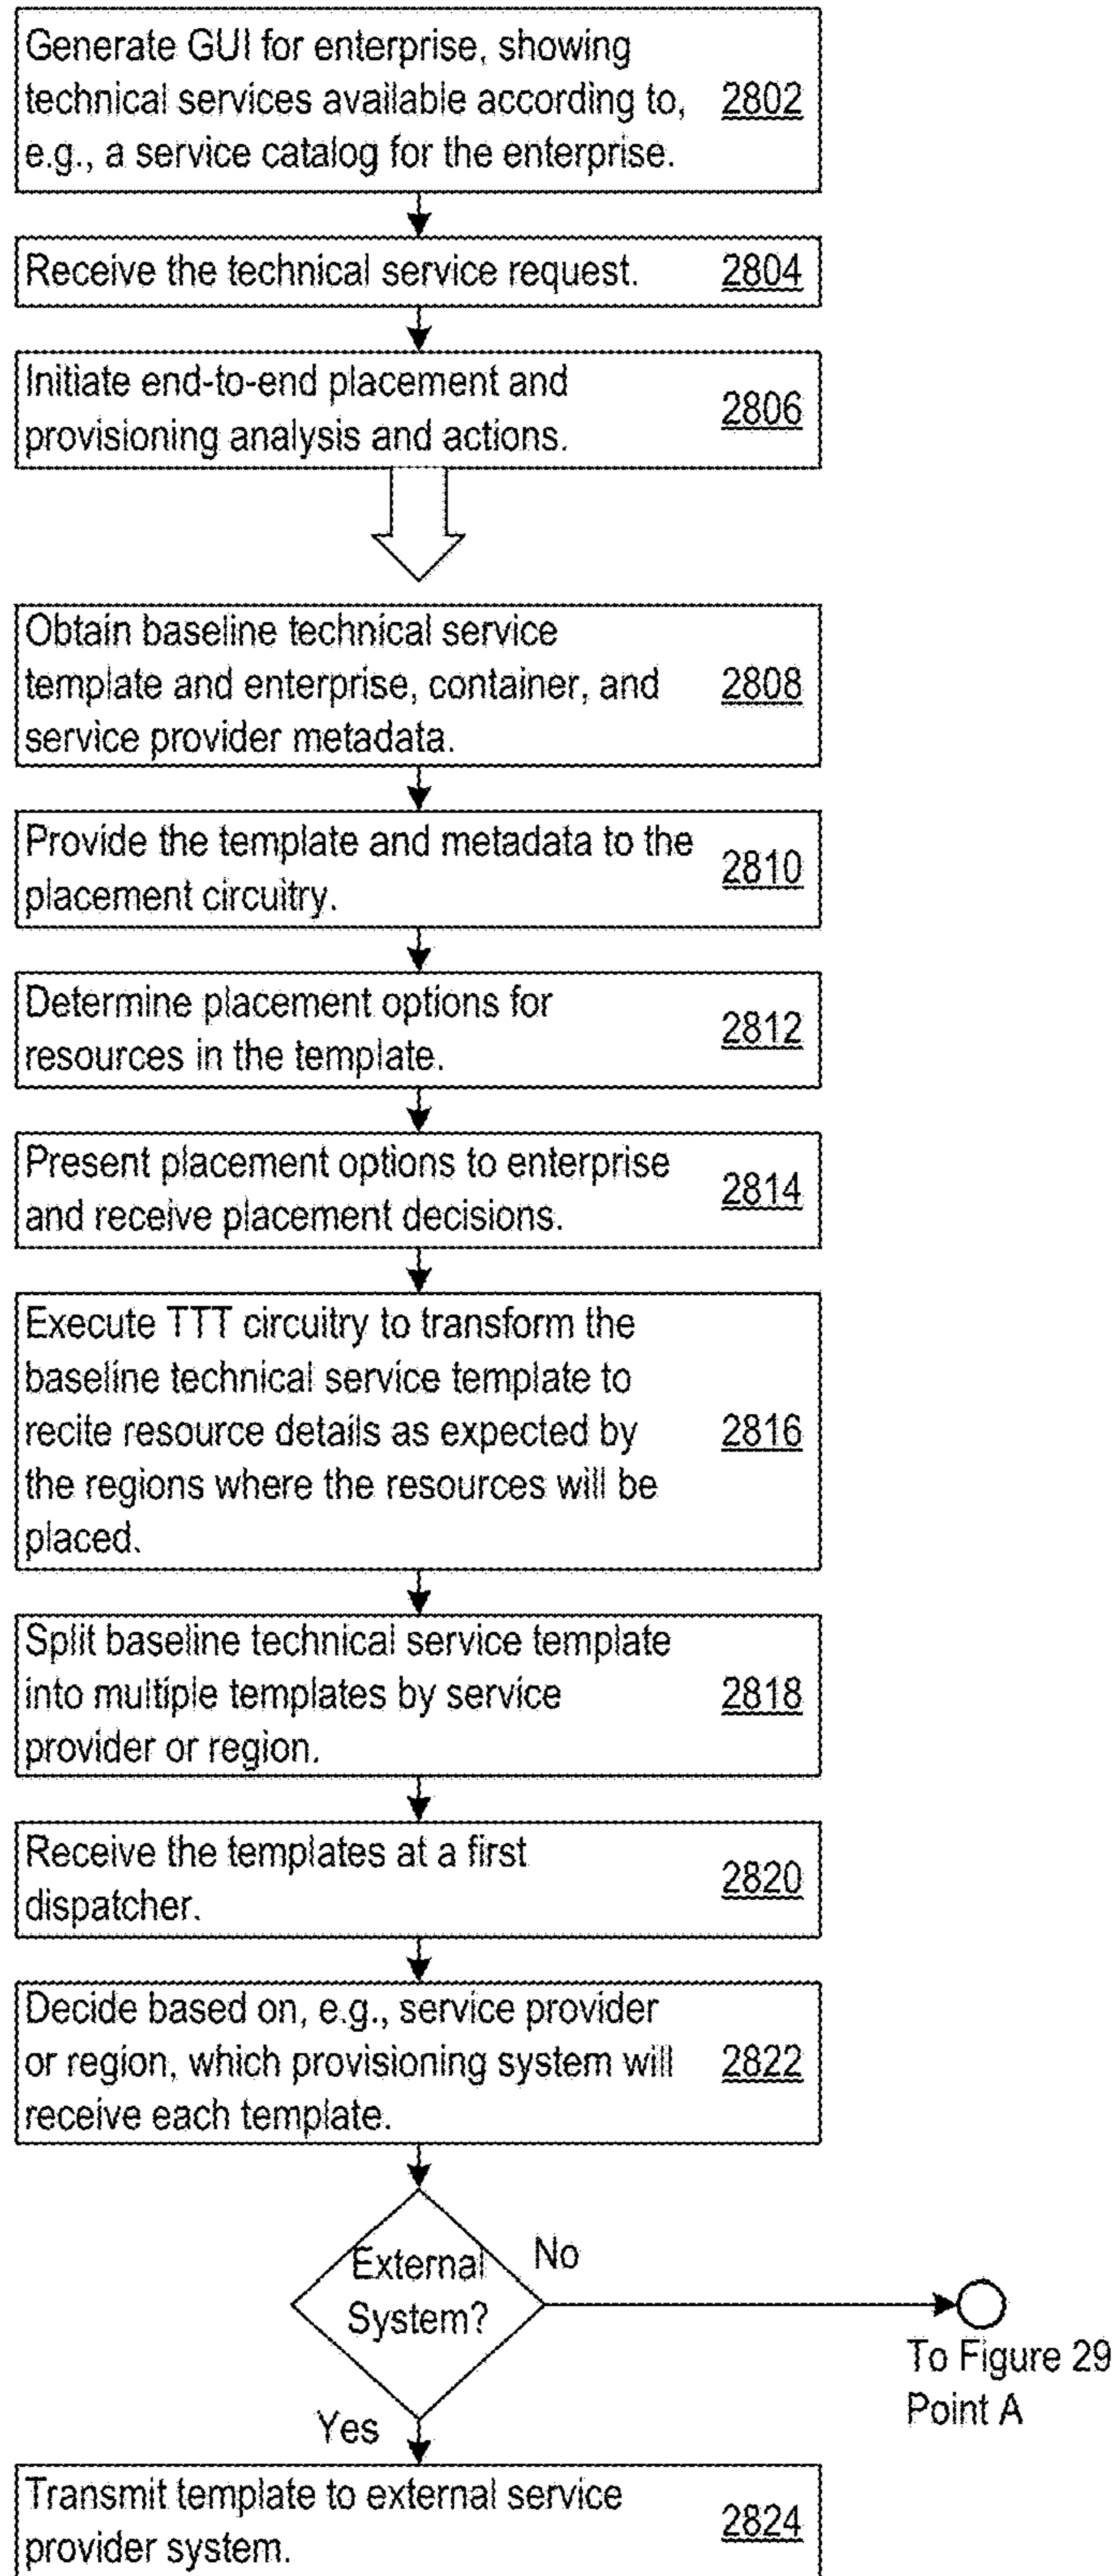 Generate GUI for enterprise, showing
technical services available according to, 2802
e.g., a service catalog for the enterprise.
Receive the technical service request. 2804
Initiate end-to-end placement and
provisioning analysis and actions. 2806
Obtain baseline technical service
template and enterprise, container, and 2808
service provider metadata.
Provide the template and metadata to the
placement circuitry. 2810
Determine placement options for
resources in the template. 2812
Present placement options to enterprise
and receive placement decisions. 2814
Execute TTT circuitry to transform the
baseline technical service template to
recite resource details as expected by 2816
the regions where the resources will be
placed.
Split baseline technical service template
into multiple templates by service 2818
provider or region.
Receive the templates at a first
dispatcher. 2820
Decide based on, e.g., service provider
or region, which provisioning system will 2822
receive each template.
External
System?
No
To Figure 29
Point A
Yes
Transmit template to external service
provider system. 2824